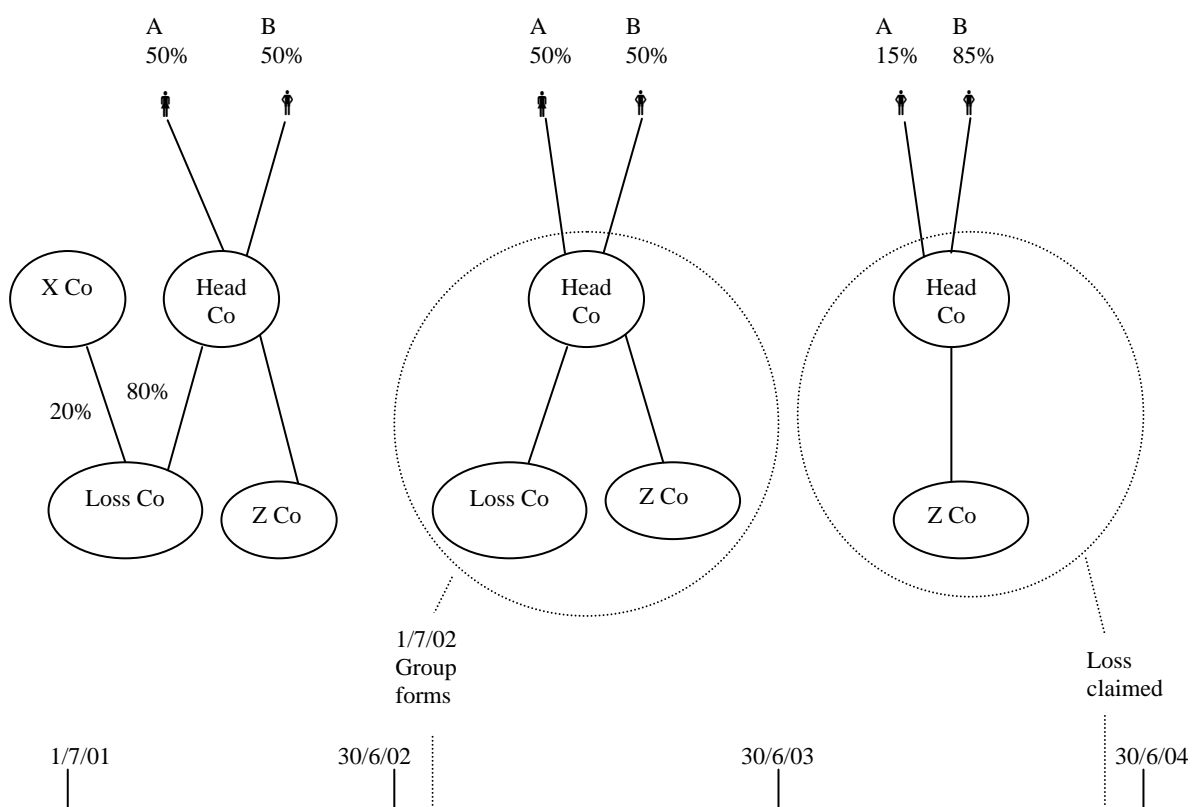 A
50%
B
50%
A
50%
B
50%
A
15%
B
85%
X Co
Head
Co
Head
Co
Head
Co
20%
80%
Loss Co
Z Co
Loss Co
Z Co
Z Co
1/7/02
Group
forms
Loss
claimed
1/7/01
30/6/02
30/6/03
30/6/04